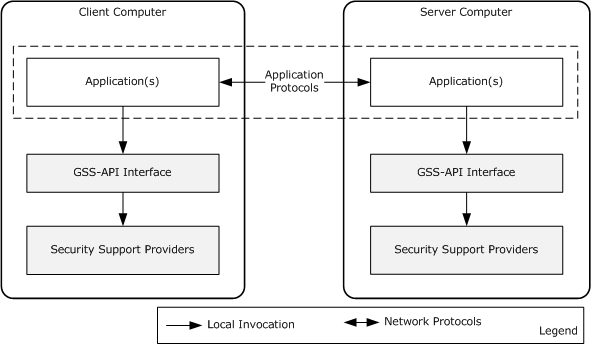 Client Computer
Server Computer
Application(s)
Application
Protocols
Application(s)
GSS-API Interface
GSS-API Interface
Security Support Providers
Security Support Providers
Local Invocation
Network Protocols
Legend